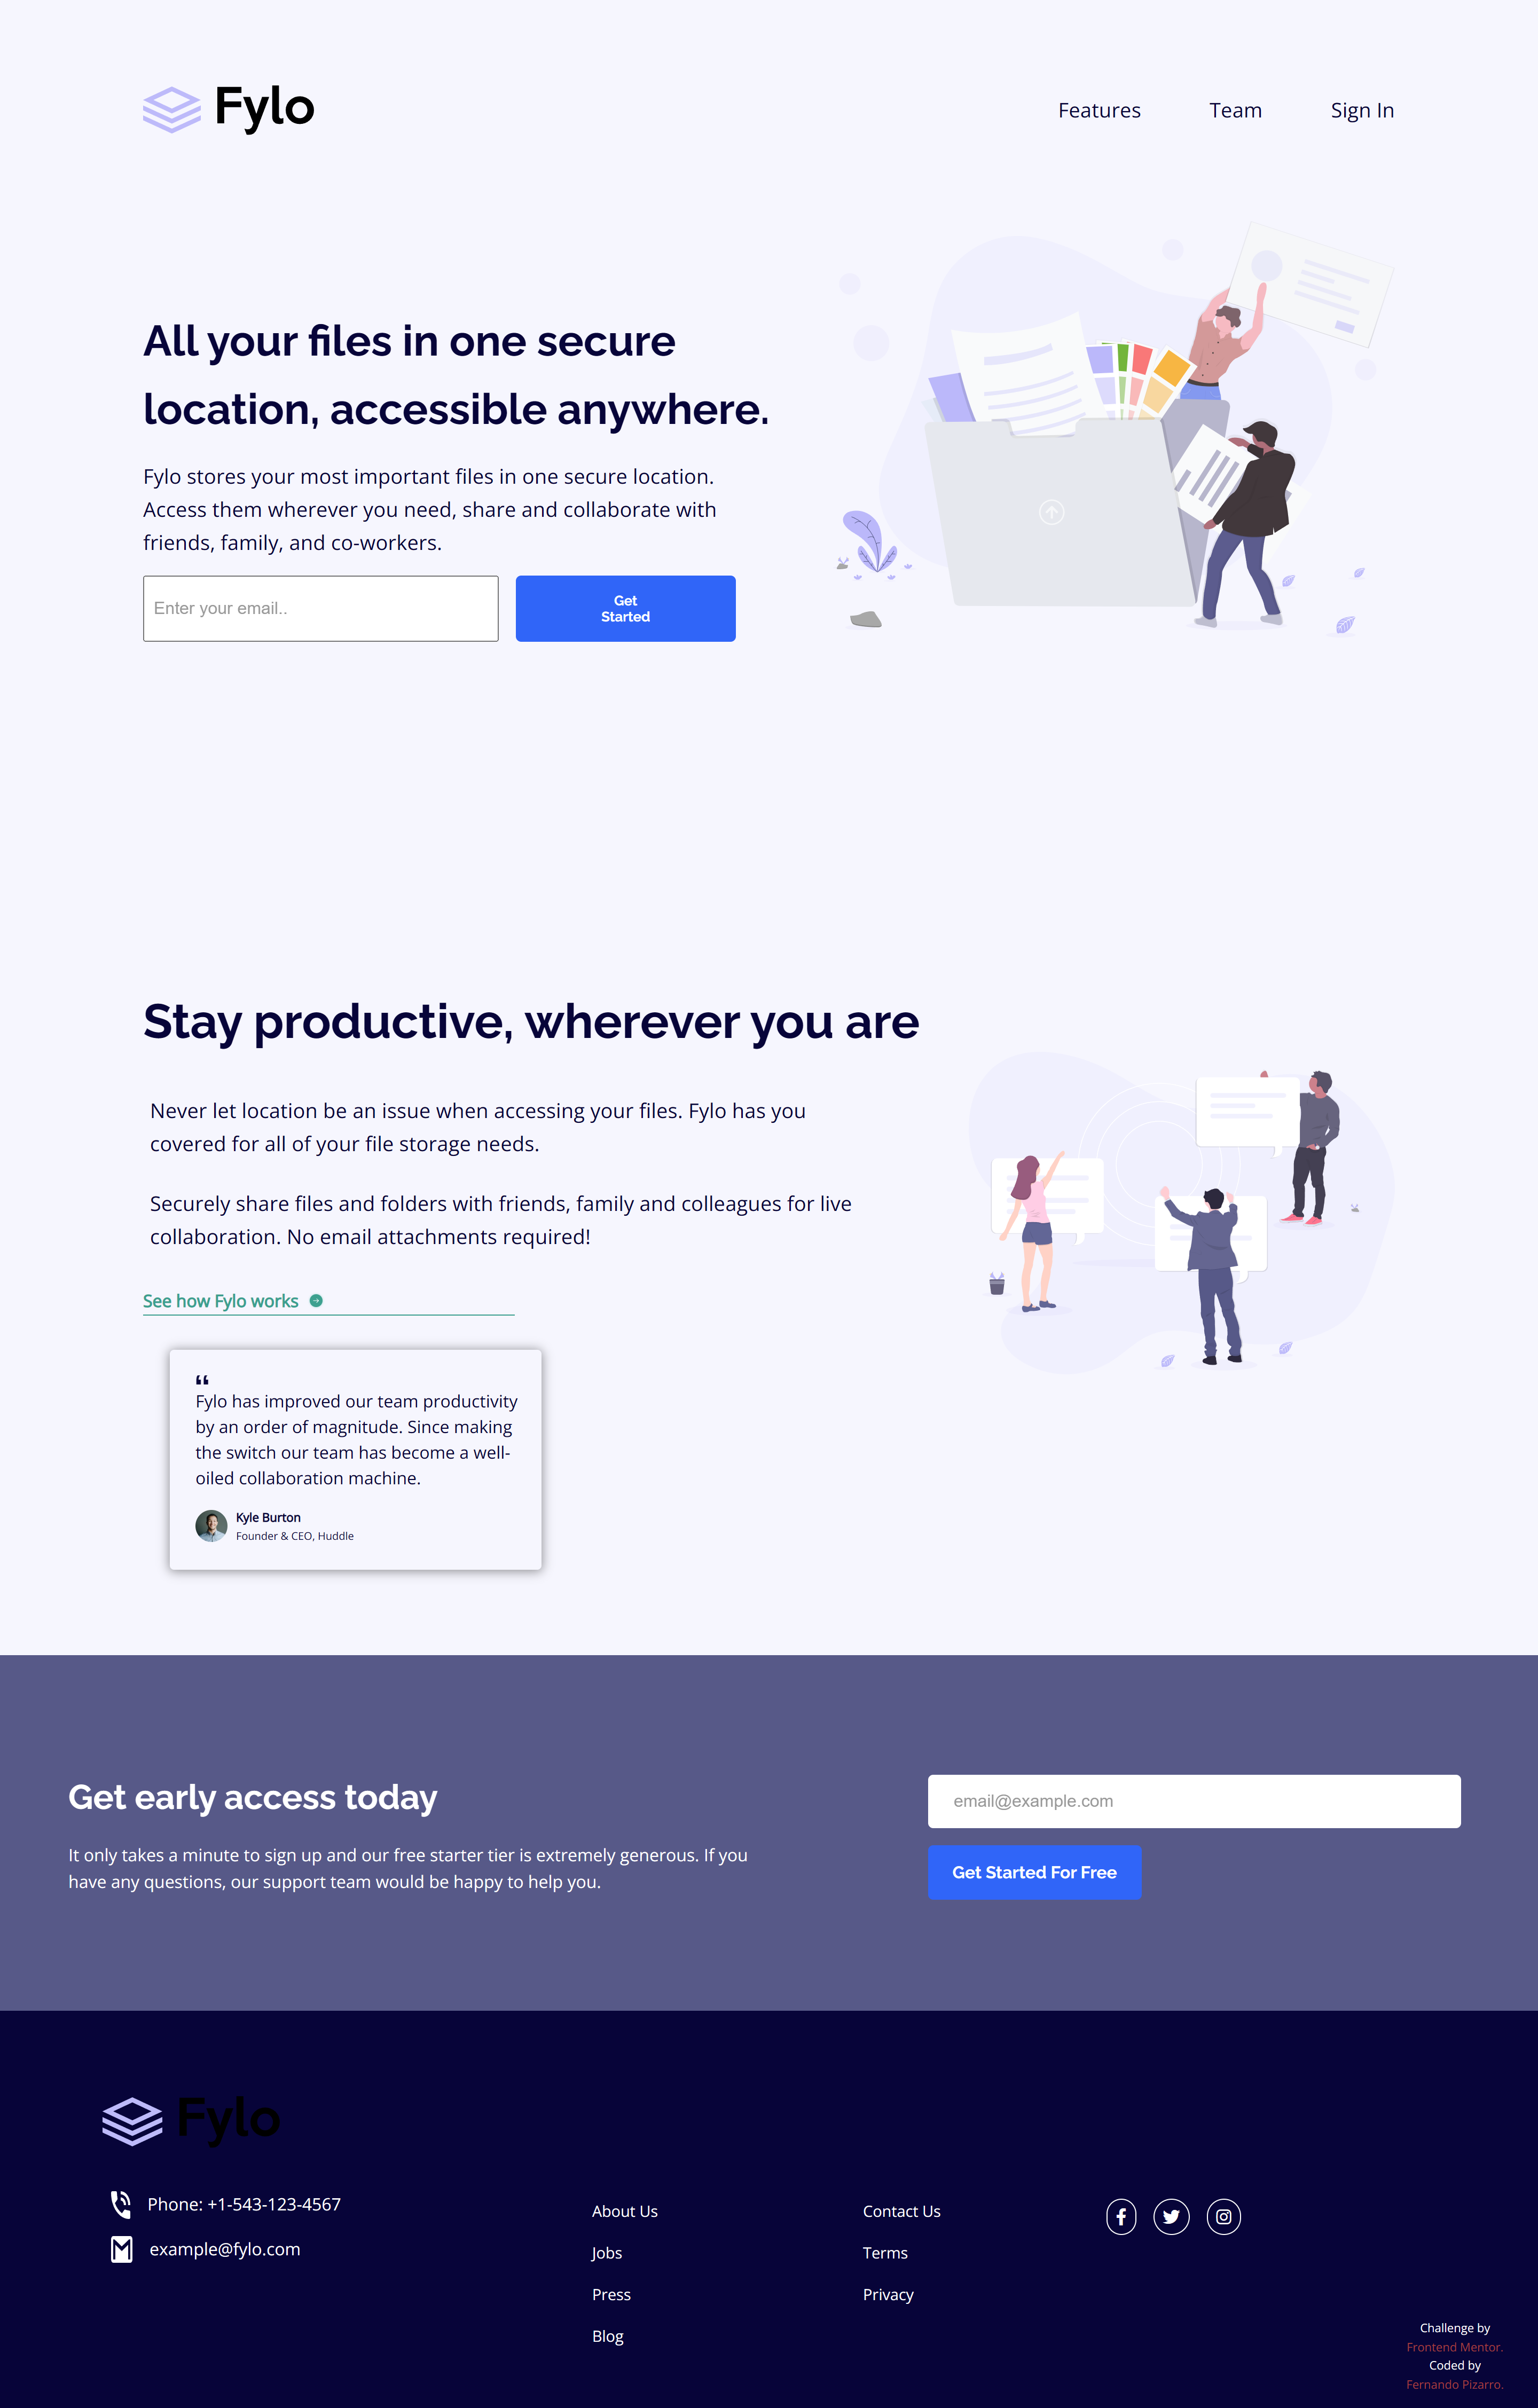 Fylo
Features
Team
Sign In
All your files in one secure
location, accessible anywhere.
Fylo stores your most important files in one secure location.
Access them wherever you need, share and collaborate with
friends, family, and co-workers.
Enter your email..
Get
Started
Stay productive, wherever you are
Never let location be an issue when accessing your files. Fylo has you
covered for all of your file storage needs.
Securely share files and folders with friends, family and colleagues for live
collaboration. No email attachments required!
See how Fylo works
“
Fylo has improved our team productivity
by an order of magnitude. Since making
the switch our team has become a well-
oiled collaboration machine.
Kyle Burton
Founder & CEO, Huddle
Get early access today
It only takes a minute to sign up and our free starter tier is extremely generous. If you
have any questions, our support team would be happy to help you.
email@example.com
Get Started For Free
Fylo
Phone: +1-543-123-4567
example@fylo.com
About Us
Jobs
Press
Blog
Contact Us
Terms
Privacy
Challenge by
Frontend Mentor.
Coded by
Fernando Pizarro.